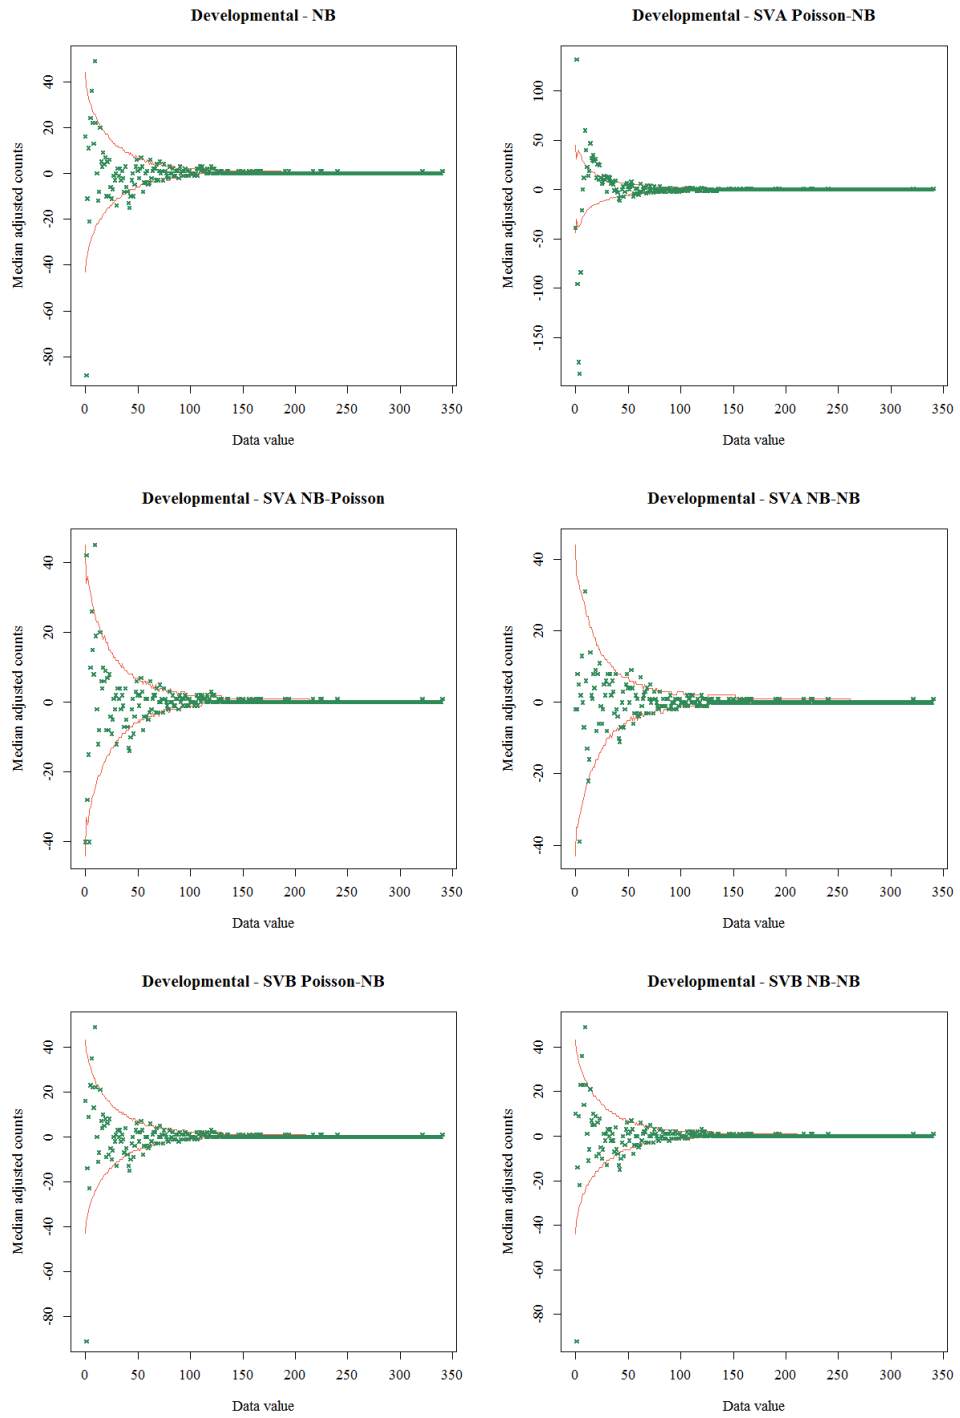 Developmental - NB
Median adjusted counts
40
20
0
-20
-40
-60
-80
0 50 100 150 200 250 300 350
Data value
Developmental - SVA Poisson-NB
Median adjusted counts
100
50
0
-50
-100
-150
0 50 100 150 200 250 300 350
Data value
Developmental - SVA NB-Poisson
Median adjusted counts
40
20
0
-20
-40
0 50 100 150 200 250 300 350
Data value
Developmental - SVA NB-NB
Median adjusted counts
40
20
0
-20
-40
0 50 100 150 200 250 300 350
Data value
Developmental - SVB Poisson-NB
Median adjusted counts
40
20
0
-20
-40
-60
-80
0 50 100 150 200 250 300 350
Data value
Developmental - SVB NB-NB
Median adjusted counts
40
20
0
-20
-40
-60
-80
0 50 100 150 200 250 300 350
Data value